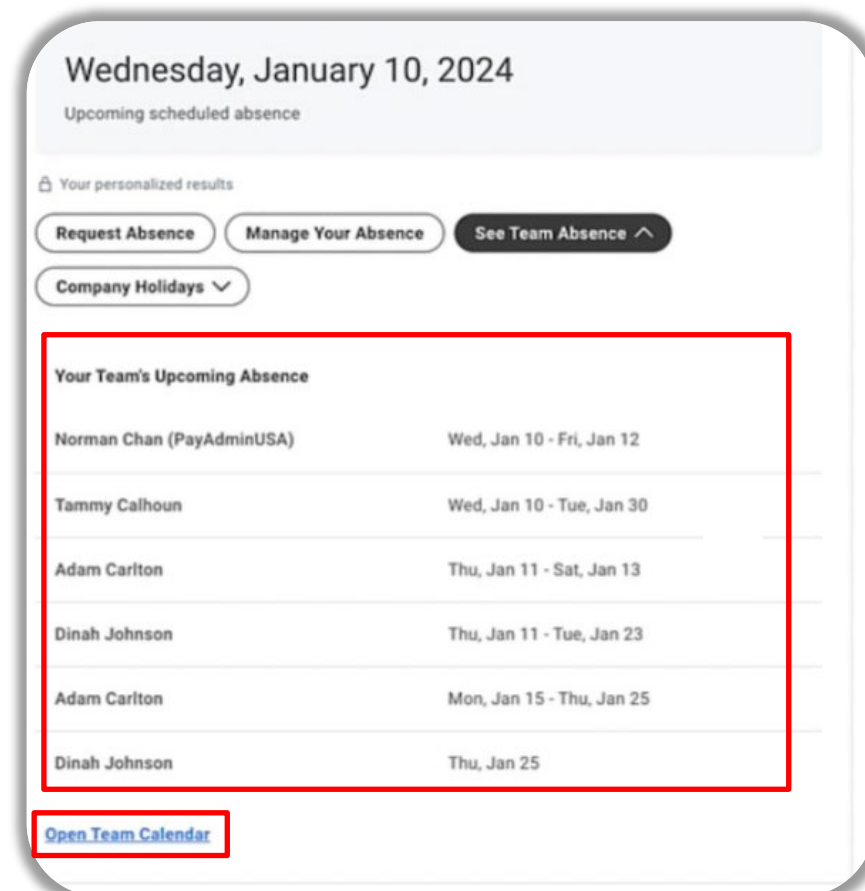 Wednesday, January 10, 2024
Upcoming scheduled absence
Your personalized results
Request Absence Manage Your Absence See Team Absence
Company Holidays
Your Team's Upcoming Absence
Norman Chan (PayAdminUSA) Wed, Jan 10 - Fri, Jan 12
Tammy Calhoun Wed, Jan 10 - Tue, Jan 30
Adam Carlton Thu, Jan 11 - Sat, Jan 13
Dinah Johnson Thu, Jan 11 - Tue, Jan 23
Adam Carlton Mon, Jan 15 - Thu, Jan 25
Dinah Johnson Thu, Jan 25
Open Team Calendar